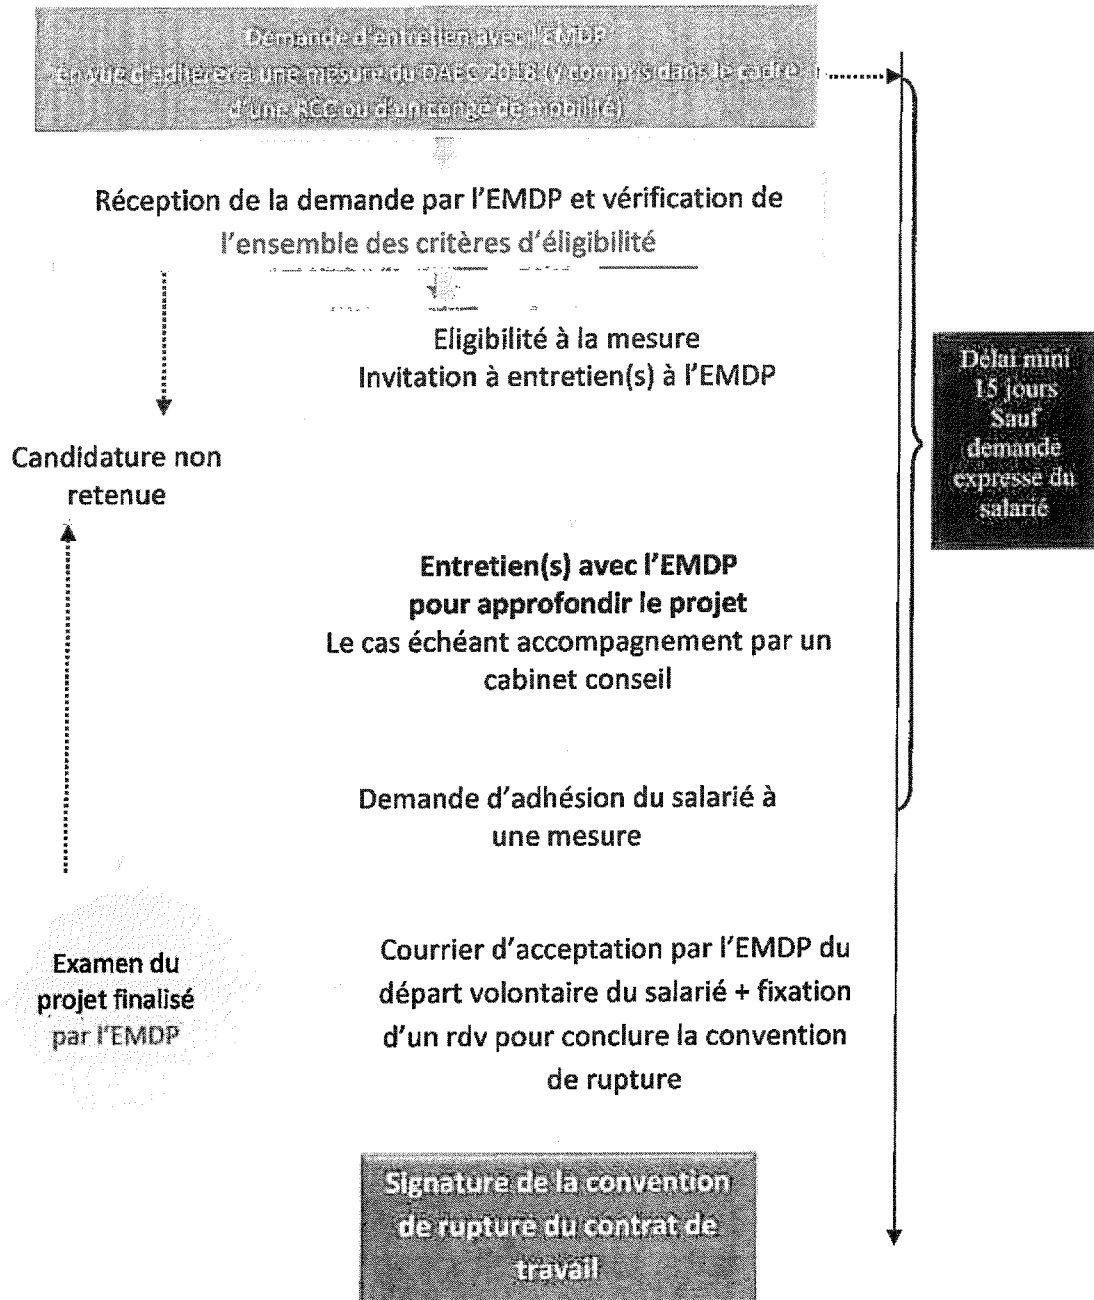 Demande d'entretien avec l'EMDP
en vue d'adhérer à une mesure du DAEC 2018 (y compris dans le cadre
d'une RCC ou d'un congé de mobilité)
Réception de la demande par l'EMDP et vérification de
l'ensemble des critères d'éligibilité
Eligibilité à la mesure
Invitation à entretien(s) à l'EMDP
Délai mini
15 jours
Sauf
demande
expresse du
salarié
Candidature non
retenue
Entretien(s) avec l'EMDP
pour approfondir le projet
Le cas échéant accompagnement par un
cabinet conseil
Demande d'adhésion du salarié à
une mesure
Examen du
projet finalisé
par l'EMDP
Courrier d'acceptation par l'EMDP du
départ volontaire du salarié + fixation
d'un rdv pour conclure la convention
de rupture
Signature de la convention
de rupture du contrat de
travail